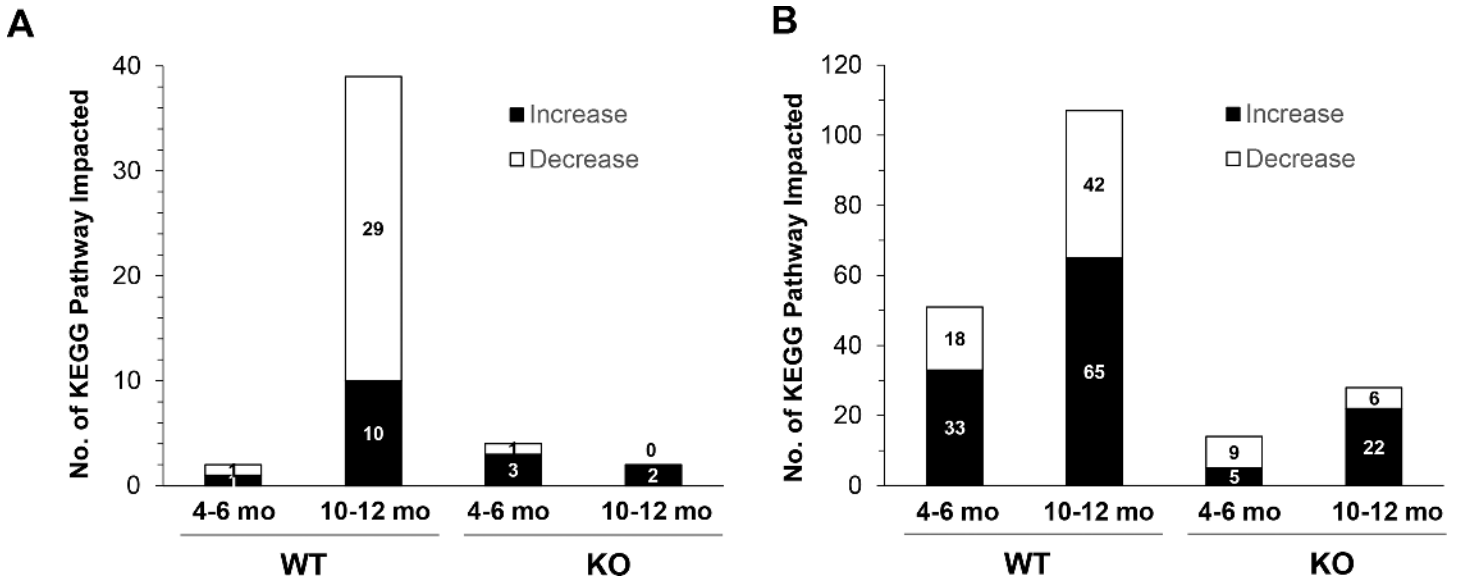 A
No. of KEGG Pathway Impacted
40
30
20
10
0
Increase
Decrease
1
1
29
10
1
3
0
2
4-6 mo 10-12 mo 4-6 mo 10-12 mo
WT KO
B
No. of KEGG Pathway Impacted
120
100
80
60
40
20
0
Increase
Decrease
18
33
42
65
9
5
6
22
4-6 mo 10-12 mo 4-6 mo 10-12 mo
WT KO